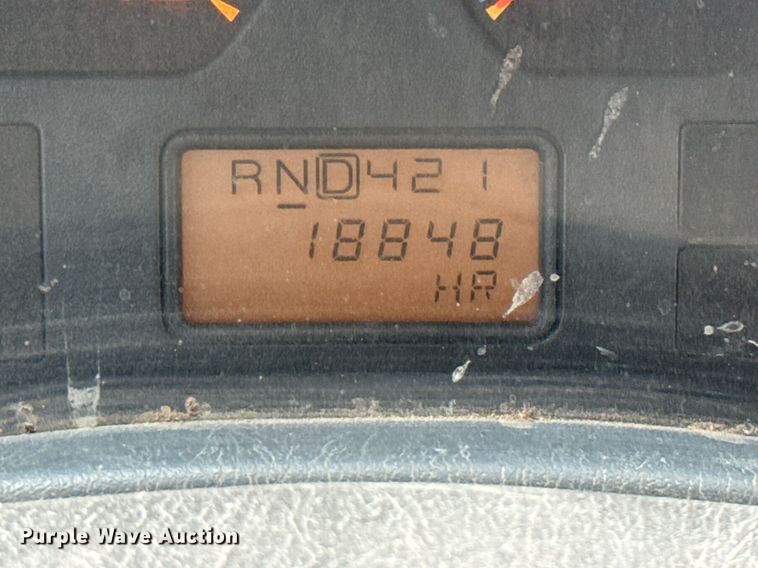 RND421
18848
HR
Purple Wave Auction